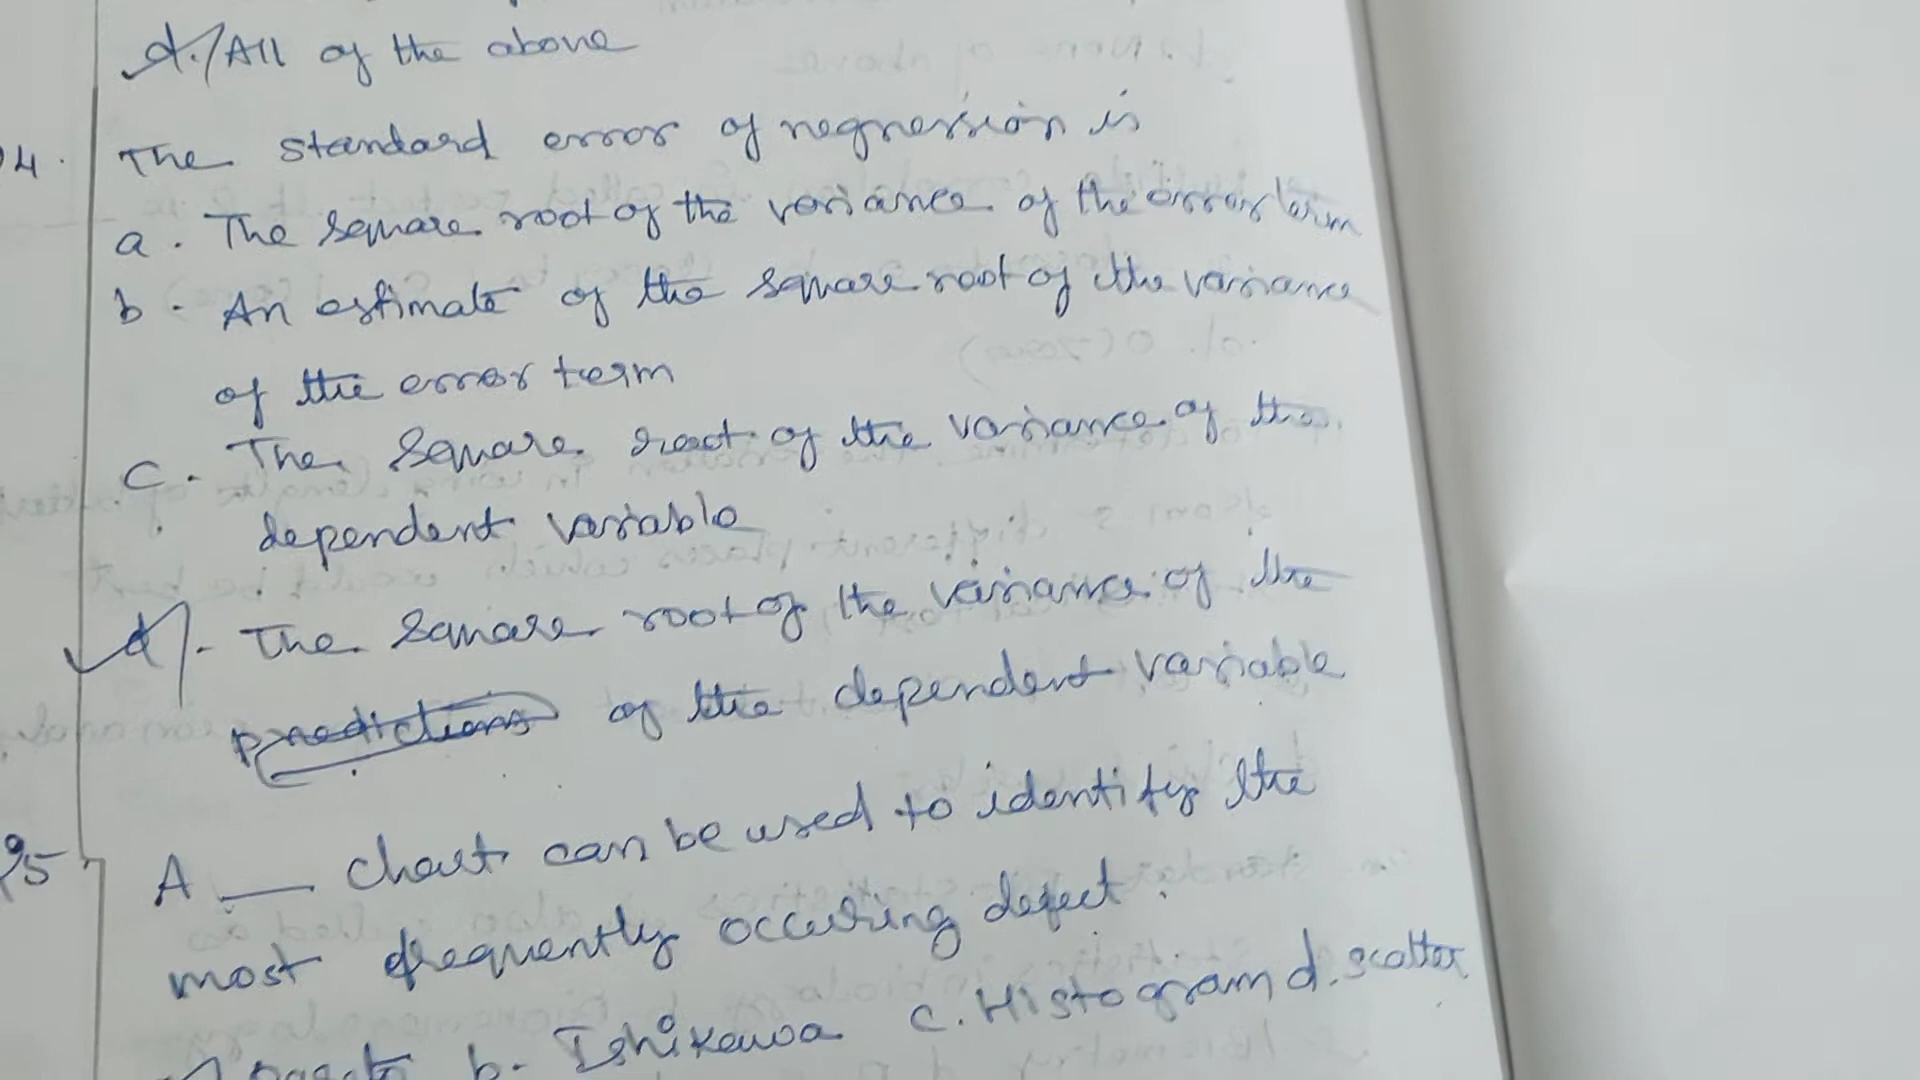 d. All of the above
4. The standard error of regression is
a. The square root of the variance of the error term
b. An estimate of the square root of the variance
of the error term
c. The square root of the variance of the
dependent variable
d. The square root of the variance of the
predictions of the dependent variable
95 A __ chart can be used to identify the
most frequently occuring defect.
b. Ishikawa c. Histogram d. scatter